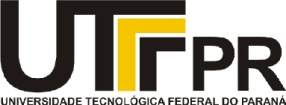 UTFPR
UNIVERSIDADE TECNOLÓGICA FEDERAL DO PARANÁ